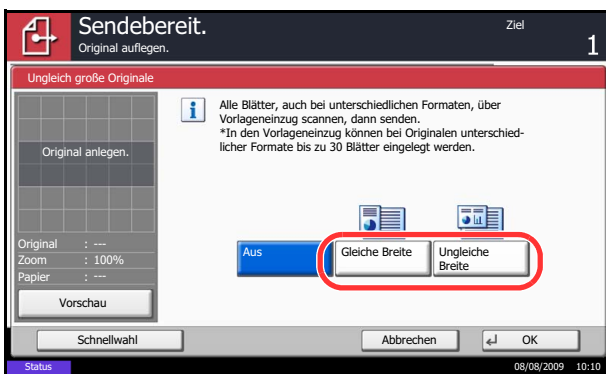 Sendebereit.
Original auflegen.
Ziel
1
Ungleich große Originale
Alle Blätter, auch bei unterschiedlichen Formaten, über
Vorlageneinzug scannen, dann senden.
*In den Vorlageneinzug können bei Originalen unterschied-
licher Formate bis zu 30 Blätter eingelegt werden.
Original anlegen.
Original : ---
Zoom : 100%
Papier : ---
Vorschau
Aus
Gleiche Breite
Ungleiche
Breite
Schnellwahl
Abbrechen
OK
Status
08/08/2009 10:10